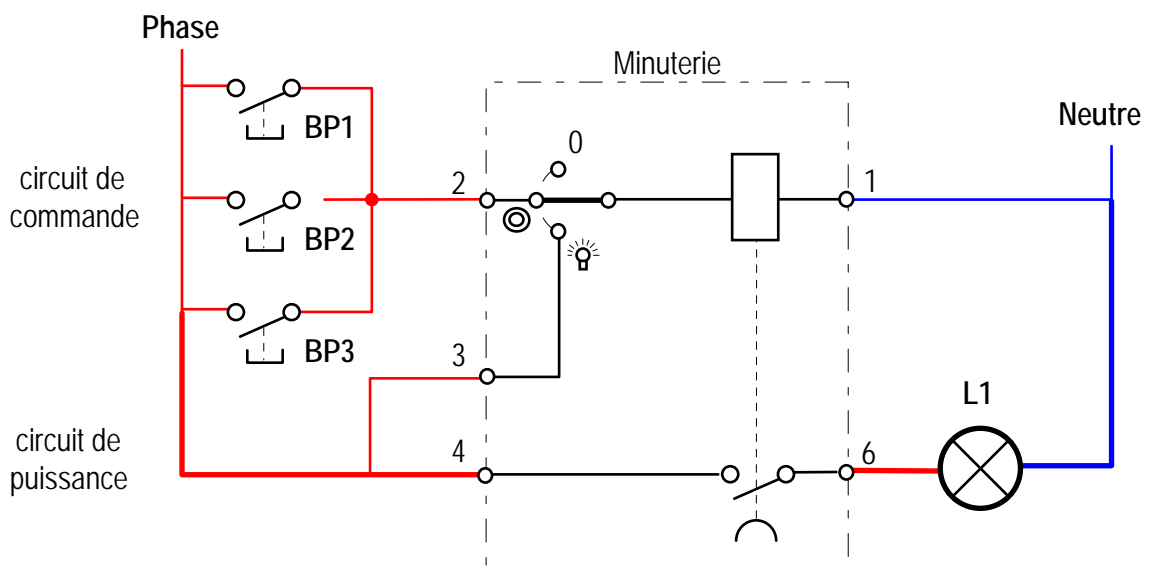 Phase
Minuterie
Neutre
BP1
0
circuit de
commande
2
1
BP2
BP3
3
L1
circuit de
puissance
4
6